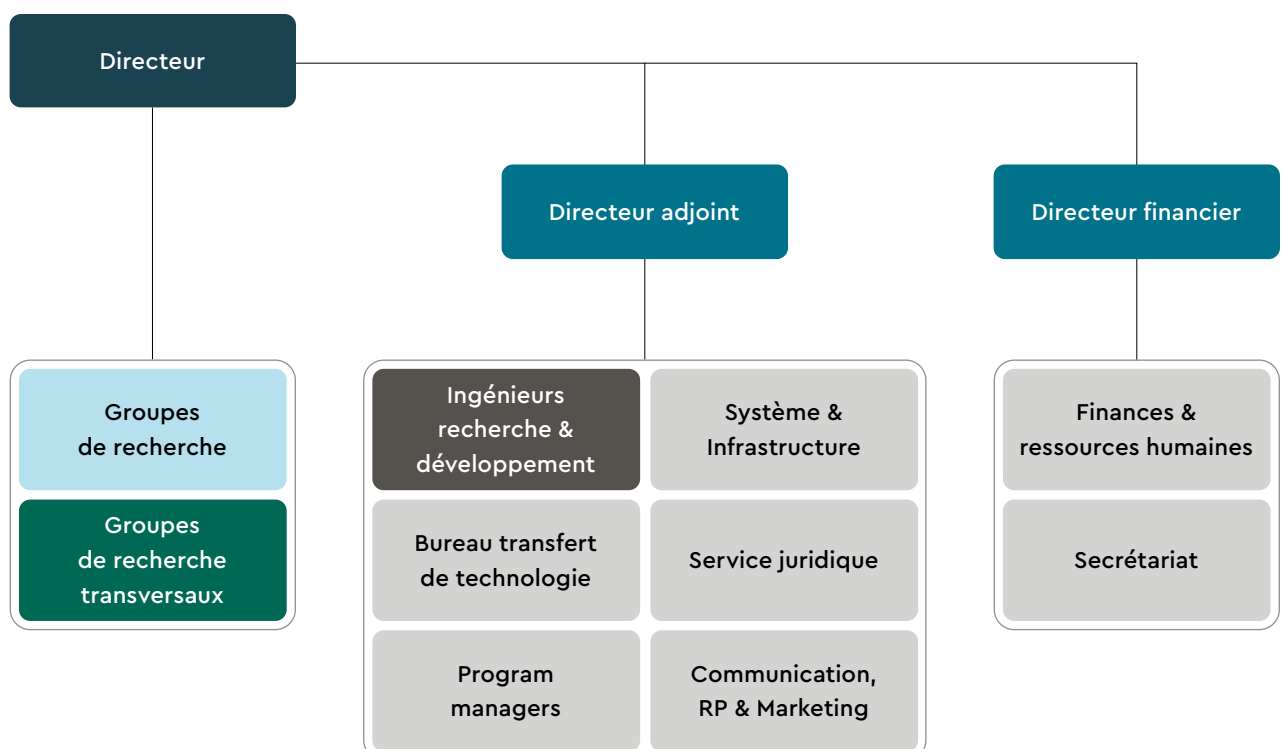 Directeur
Directeur adjoint
Directeur financier
Groupes
de recherche
Groupes
de recherche
transversaux
Ingénieurs
recherche &
développement
Système &
Infrastructure
Bureau transfert
de technologie
Service juridique
Program
managers
Communication,
RP & Marketing
Finances &
ressources humaines
Secrétariat